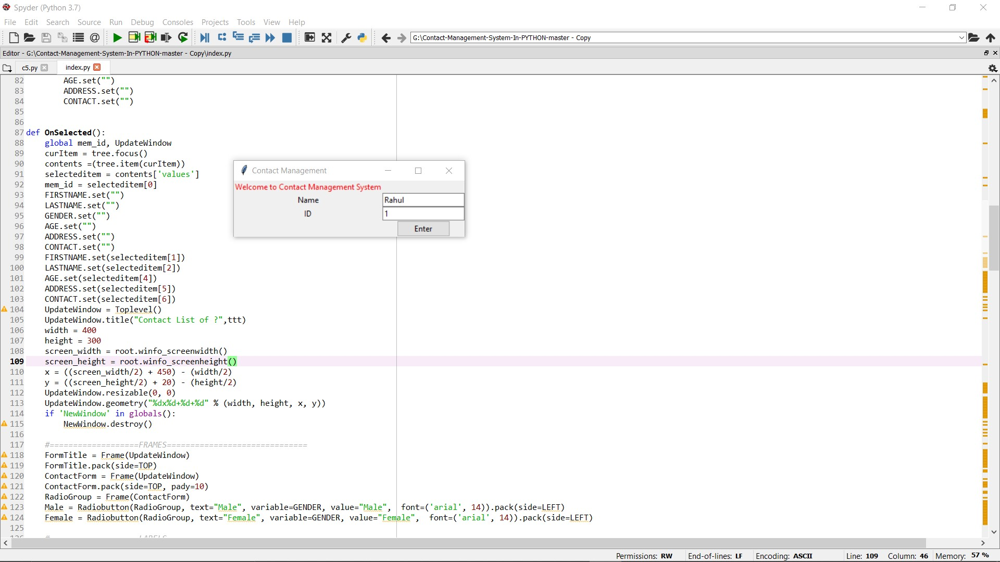 Spyder (Python 3.7)
File Edit Search Source Run Debug Consoles Projects Tools View Help
G:\Contact-Management-System-In-PYTHON-master - Copy
Editor - G:\Contact-Management-System-In-PYTHON-master - Copy\index.py
c5.py index.py
82 AGE.set("")
83 ADDRESS.set("")
84 CONTACT.set("")
85
86
87 def OnSelected():
88 global mem_id, UpdateWindow
89 curItem = tree.focus()
90 contents =(tree.item(curItem))
91 selecteditem = contents['values']
92 mem_id = selecteditem[0]
93 FIRSTNAME.set("")
94 LASTNAME.set("")
95 GENDER.set("")
96 AGE.set("")
97 ADDRESS.set("")
98 CONTACT.set("")
99 FIRSTNAME.set(selecteditem[1])
100 LASTNAME.set(selecteditem[2])
101 AGE.set(selecteditem[4])
102 ADDRESS.set(selecteditem[5])
103 CONTACT.set(selecteditem[6])
104 UpdateWindow = Toplevel()
105 UpdateWindow.title("Contact List of ?",ttt)
106 width = 400
107 height = 300
108 screen_width = root.winfo_screenwidth()
109 screen_height = root.winfo_screenheight()
110 x = ((screen_width/2) + 450) - (width/2)
111 y = ((screen_height/2) + 20) - (height/2)
112 UpdateWindow.resizable(0, 0)
113 UpdateWindow.geometry("%dx%d+%d+%d" % (width, height, x, y))
114 if 'NewWindow' in globals():
115 NewWindow.destroy()
116
117 #===================FRAMES==============================
118 FormTitle = Frame(UpdateWindow)
119 FormTitle.pack(side=TOP)
120 ContactForm = Frame(UpdateWindow)
121 ContactForm.pack(side=TOP, pady=10)
122 RadioGroup = Frame(ContactForm)
123 Male = Radiobutton(RadioGroup, text="Male", variable=GENDER, value="Male",  font=('arial', 14)).pack(side=LEFT)
124 Female = Radiobutton(RadioGroup, text="Female", variable=GENDER, value="Female",  font=('arial', 14)).pack(side=LEFT)
125
Contact Management
Welcome to Contact Management System
Name Rahul
ID 1
Enter
Permissions: RW End-of-lines: LF Encoding: ASCII Line: 109 Column: 46 Memory: 57 %